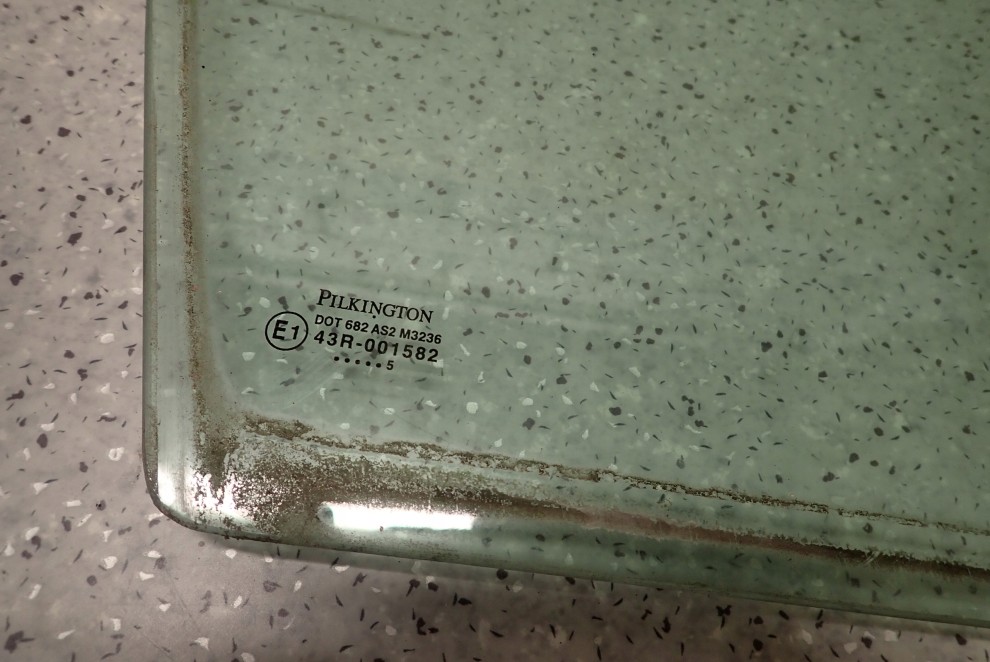 PILKINGTON
DOT 682 AS2 M3236
E1 43R-001582
.....5